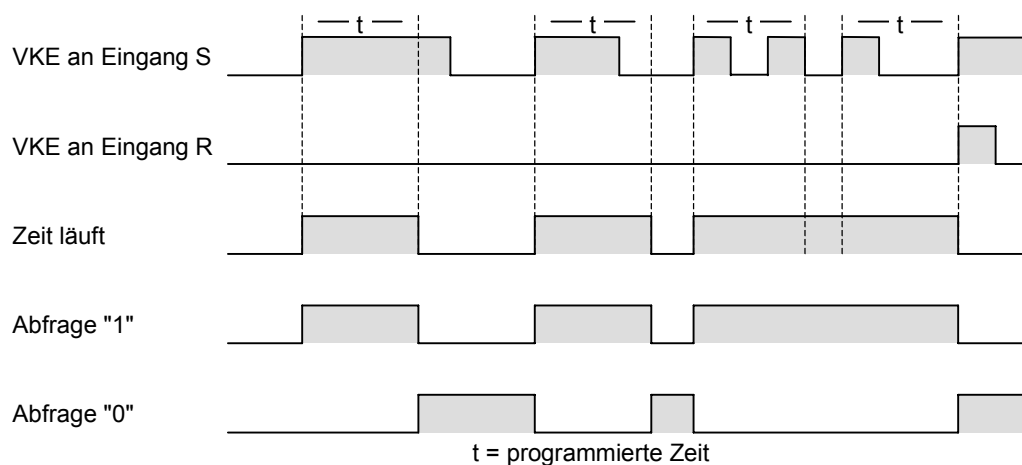 t t t t
VKE an Eingang S
VKE an Eingang R
Zeit läuft
Abfrage "1"
Abfrage "0"
t = programmierte Zeit